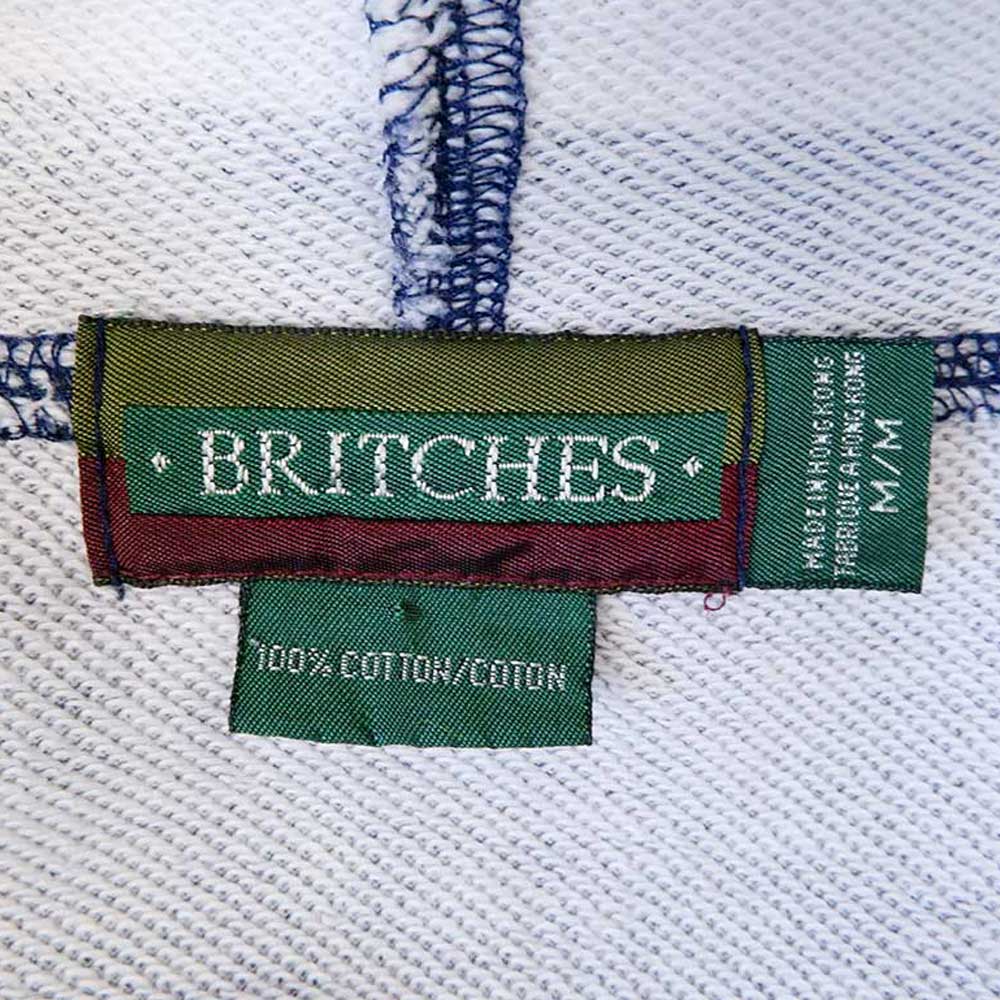 BRITCHES
MADE IN HONG KONG
FABRIQUE A HONG KONG
M/M
100% COTTON/COTON